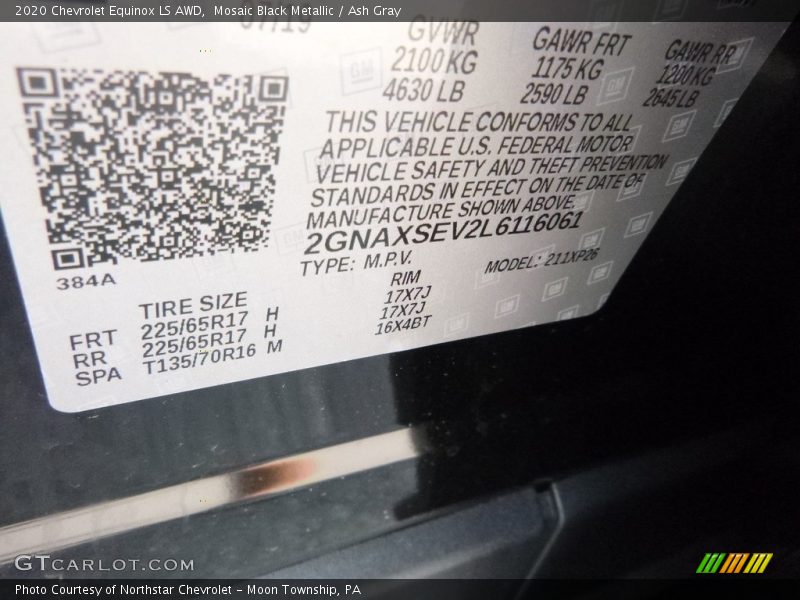 2020 Chevrolet Equinox LS AWD,  Mosaic Black Metallic / Ash Gray
07/19
GVWR
2100 KG
4630 LB
GAWR FRT
1175 KG
2590 LB
GAWR RR
1200 KG
2645 LB
THIS VEHICLE CONFORMS TO ALL
APPLICABLE U.S. FEDERAL MOTOR
VEHICLE SAFETY AND THEFT PREVENTION
STANDARDS IN EFFECT ON THE DATE OF
MANUFACTURE SHOWN ABOVE.
2GNAXSEV2L6116061
TYPE: M.P.V.
MODEL: 211XP26
384A
TIRE SIZE RIM
FRT 225/65R17 H 17X7J
RR 225/65R17 H 17X7J
SPA T135/70R16 M 16X4BT
GTCARLOT.COM
Photo Courtesy of Northstar Chevrolet – Moon Township, PA